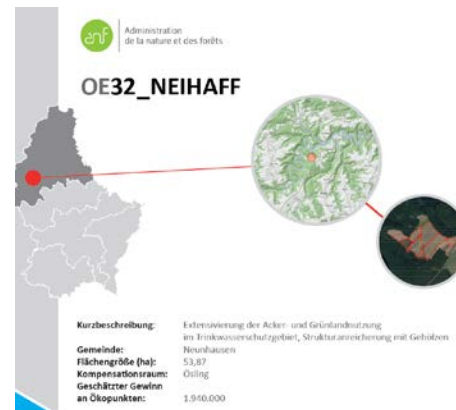 anf
Administration
de la nature et des forêts
OE32_NEIHAFF
Kurzbeschreibung: Extensivierung der Acker- und Grünlandnutzung
im Trinkwasserschutzgebiet, Strukturanreicherung mit Gehölzen
Gemeinde: Neunhausen
Flächengröße (ha): 53,87
Kompensationsraum: Ösling
Geschätzter Gewinn
an Ökopunkten: 1.940.000